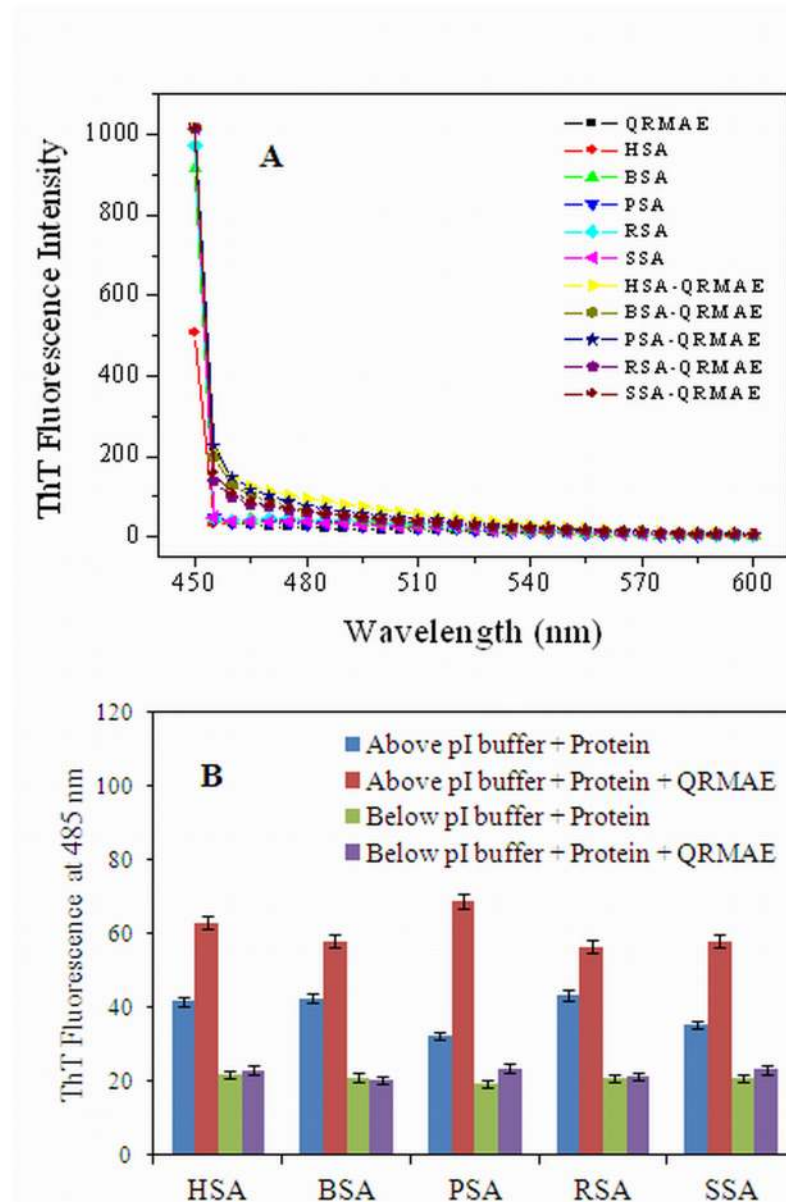 A
ThT Fluorescence Intensity
1000
800
600
400
200
0
QRMAE
HSA
BSA
PSA
RSA
SSA
HSA-QRMAE
BSA-QRMAE
PSA-QRMAE
RSA-QRMAE
SSA-QRMAE
450 480 510 540 570 600
Wavelength (nm)
B
ThT Fluorescence at 485 nm
120
100
80
60
40
20
0
Above pI buffer + Protein
Above pI buffer + Protein + QRMAE
Below pI buffer + Protein
Below pI buffer + Protein + QRMAE
HSA BSA PSA RSA SSA